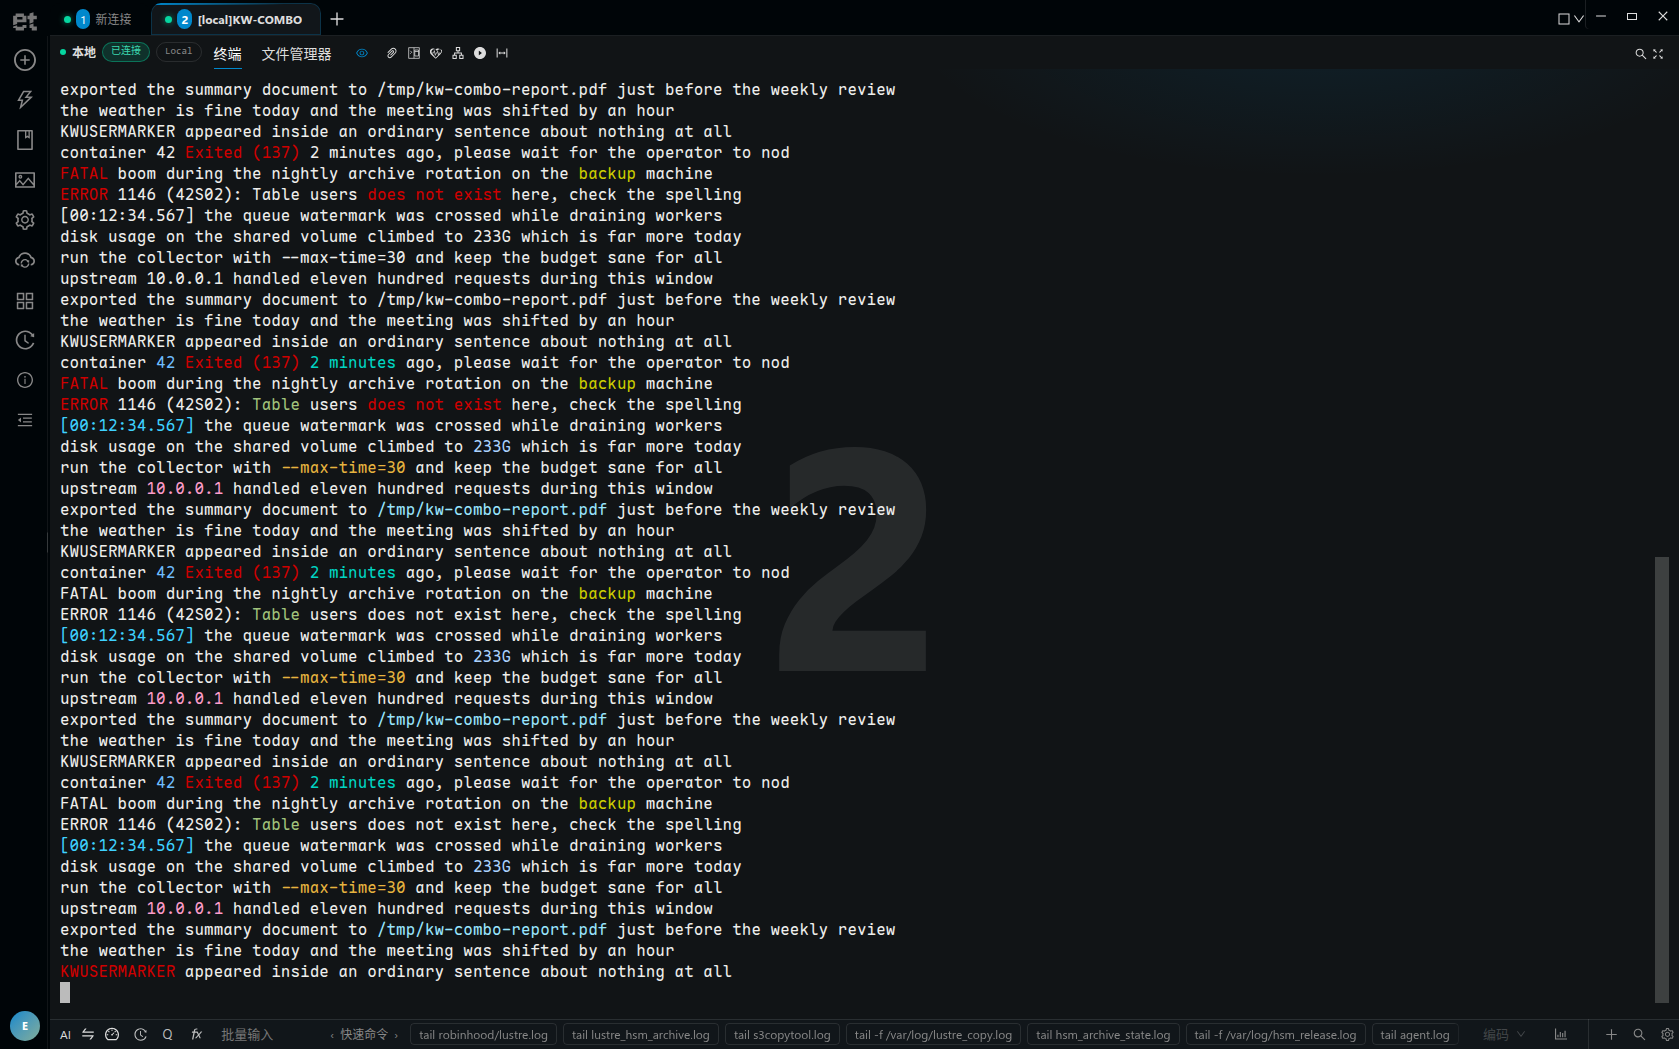 et
1 新连接
2 [local]KW-COMBO
本地 已连接 Local 终端 文件管理器
exported the summary document to /tmp/kw-combo-report.pdf just before the weekly review
the weather is fine today and the meeting was shifted by an hour
KWUSERMARKER appeared inside an ordinary sentence about nothing at all
container 42 Exited (137) 2 minutes ago, please wait for the operator to nod
FATAL boom during the nightly archive rotation on the backup machine
ERROR 1146 (42S02): Table users does not exist here, check the spelling
[00:12:34.567] the queue watermark was crossed while draining workers
disk usage on the shared volume climbed to 233G which is far more today
run the collector with --max-time=30 and keep the budget sane for all
upstream 10.0.0.1 handled eleven hundred requests during this window
exported the summary document to /tmp/kw-combo-report.pdf just before the weekly review
the weather is fine today and the meeting was shifted by an hour
KWUSERMARKER appeared inside an ordinary sentence about nothing at all
container 42 Exited (137) 2 minutes ago, please wait for the operator to nod
FATAL boom during the nightly archive rotation on the backup machine
ERROR 1146 (42S02): Table users does not exist here, check the spelling
[00:12:34.567] the queue watermark was crossed while draining workers
disk usage on the shared volume climbed to 233G which is far more today
run the collector with --max-time=30 and keep the budget sane for all
upstream 10.0.0.1 handled eleven hundred requests during this window
exported the summary document to /tmp/kw-combo-report.pdf just before the weekly review
the weather is fine today and the meeting was shifted by an hour
KWUSERMARKER appeared inside an ordinary sentence about nothing at all
container 42 Exited (137) 2 minutes ago, please wait for the operator to nod
FATAL boom during the nightly archive rotation on the backup machine
ERROR 1146 (42S02): Table users does not exist here, check the spelling
[00:12:34.567] the queue watermark was crossed while draining workers
disk usage on the shared volume climbed to 233G which is far more today
run the collector with --max-time=30 and keep the budget sane for all
upstream 10.0.0.1 handled eleven hundred requests during this window
exported the summary document to /tmp/kw-combo-report.pdf just before the weekly review
the weather is fine today and the meeting was shifted by an hour
KWUSERMARKER appeared inside an ordinary sentence about nothing at all
container 42 Exited (137) 2 minutes ago, please wait for the operator to nod
FATAL boom during the nightly archive rotation on the backup machine
ERROR 1146 (42S02): Table users does not exist here, check the spelling
[00:12:34.567] the queue watermark was crossed while draining workers
disk usage on the shared volume climbed to 233G which is far more today
run the collector with --max-time=30 and keep the budget sane for all
upstream 10.0.0.1 handled eleven hundred requests during this window
exported the summary document to /tmp/kw-combo-report.pdf just before the weekly review
the weather is fine today and the meeting was shifted by an hour
KWUSERMARKER appeared inside an ordinary sentence about nothing at all
2
E
AI Q fx 批量输入 ‹ 快速命令 › tail robinhood/lustre.log tail lustre_hsm_archive.log tail s3copytool.log tail -f /var/log/lustre_copy.log tail hsm_archive_state.log tail -f /var/log/hsm_release.log tail agent.log 编码